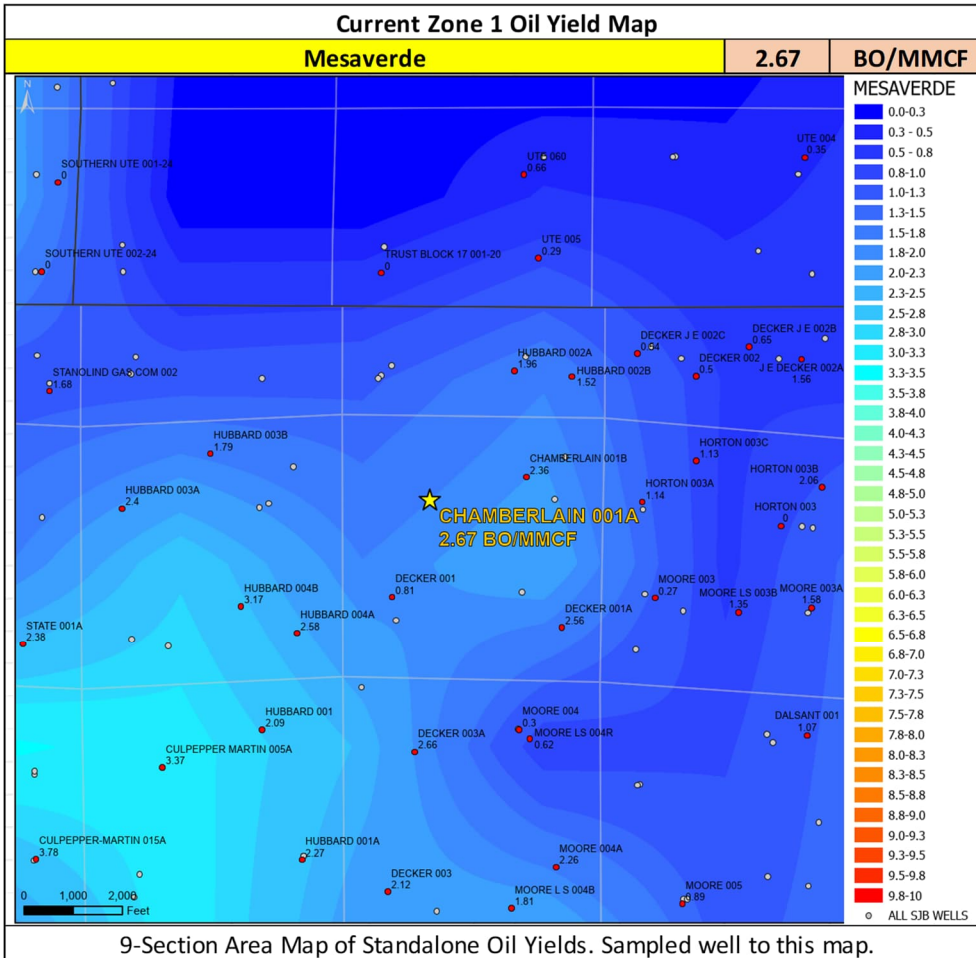 Current Zone 1 Oil Yield Map
Mesaverde 2.67 BO/MMCF
N
MESAVERDE
0.0-0.3
0.3 - 0.5
0.5 - 0.8
0.8-1.0
1.0-1.3
1.3-1.5
1.5-1.8
1.8-2.0
2.0-2.3
2.3-2.5
2.5-2.8
2.8-3.0
3.0-3.3
3.3-3.5
3.5-3.8
3.8-4.0
4.0-4.3
4.3-4.5
4.5-4.8
4.8-5.0
5.0-5.3
5.3-5.5
5.5-5.8
5.8-6.0
6.0-6.3
6.3-6.5
6.5-6.8
6.8-7.0
7.0-7.3
7.3-7.5
7.5-7.8
7.8-8.0
8.0-8.3
8.3-8.5
8.5-8.8
8.8-9.0
9.0-9.3
9.3-9.5
9.5-9.8
9.8-10
ALL SJB WELLS
UTE 004
0.35
SOUTHERN UTE 001-24
0
UTE 060
0.66
UTE 005
0.29
SOUTHERN UTE 002-24
0
TRUST BLOCK 17 001-20
0
DECKER J E 002B
0.65
DECKER J E 002C
0.54
HUBBARD 002A
1.96
DECKER 002
0.5
J E DECKER 002A
1.56
STANOLIND GAS COM 002
1.68
HUBBARD 002B
1.52
HUBBARD 003B
1.79
HORTON 003C
1.13
CHAMBERLAIN 001B
2.36
HORTON 003B
2.06
HUBBARD 003A
2.4
HORTON 003A
1.14
HORTON 003
0
CHAMBERLAIN 001A
2.67 BO/MMCF
DECKER 001
0.81
MOORE 003
0.27
MOORE LS 003B
1.35
MOORE 003A
1.58
HUBBARD 004B
3.17
HUBBARD 004A
2.58
DECKER 001A
2.56
STATE 001A
2.38
HUBBARD 001
2.09
MOORE 004
0.3
DALSANT 001
1.07
MOORE LS 004R
0.62
DECKER 003A
2.66
CULPEPPER MARTIN 005A
3.37
CULPEPPER-MARTIN 015A
3.78
HUBBARD 001A
2.27
MOORE 004A
2.26
DECKER 003
2.12
MOORE L S 004B
1.81
MOORE 005
0.89
0 1,000 2,000
Feet
9-Section Area Map of Standalone Oil Yields. Sampled well to this map.